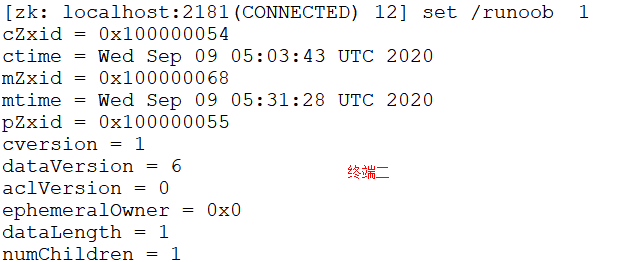 [zk: localhost:2181(CONNECTED) 12] set /runoob  1
cZxid = 0x100000054
ctime = Wed Sep 09 05:03:43 UTC 2020
mZxid = 0x100000068
mtime = Wed Sep 09 05:31:28 UTC 2020
pZxid = 0x100000055
cversion = 1
dataVersion = 6
终端二
aclVersion = 0
ephemeralOwner = 0x0
dataLength = 1
numChildren = 1